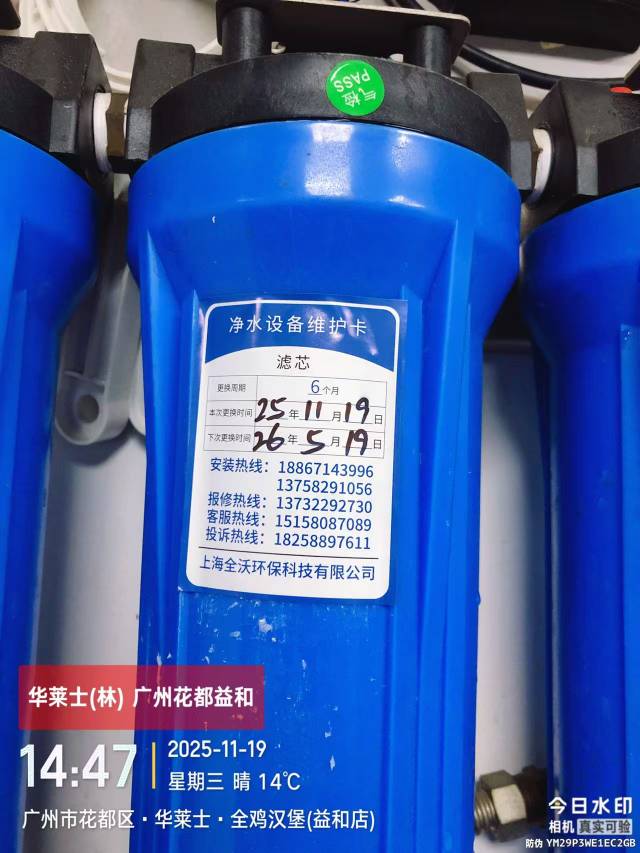 气检
PASS
净水设备维护卡
滤芯
更换周期 6个月
本次更换时间 25年11月19日
下次更换时间 26年5月19日
安装热线：18867143996
13758291056
报修热线：13732292730
客服热线：15158087089
投诉热线：18258897611
上海全沃环保科技有限公司
华莱士(林) 广州花都益和
14:47
2025-11-19
星期三 晴 14℃
广州市花都区·华莱士·全鸡汉堡(益和店)
今日水印
相机 真实可验
防伪 YM29P3WE1EC2GB